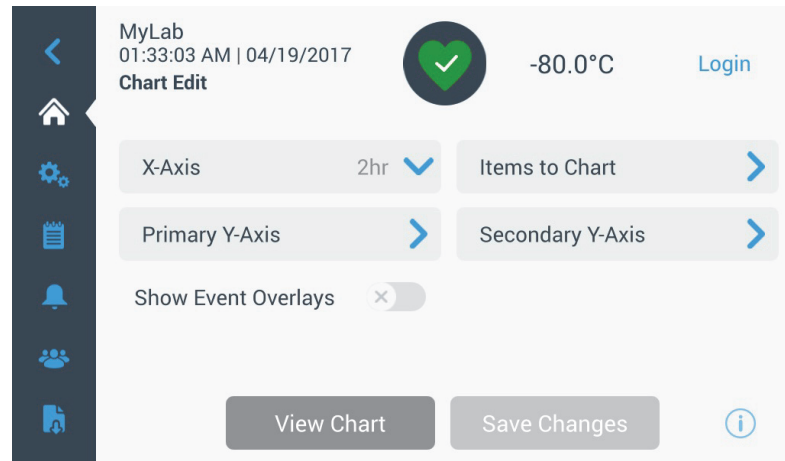 MyLab
01:33:03 AM | 04/19/2017
Chart Edit
-80.0°C
Login
X-Axis 2hr
Items to Chart
Primary Y-Axis
Secondary Y-Axis
Show Event Overlays
View Chart
Save Changes